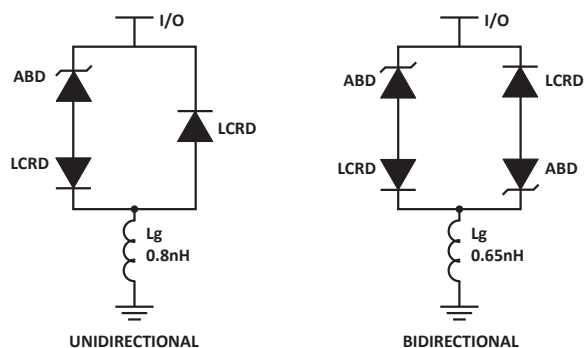 I/O
ABD
LCRD
LCRD
Lg
0.8nH
UNIDIRECTIONAL
I/O
ABD
LCRD
LCRD
ABD
Lg
0.65nH
BIDIRECTIONAL